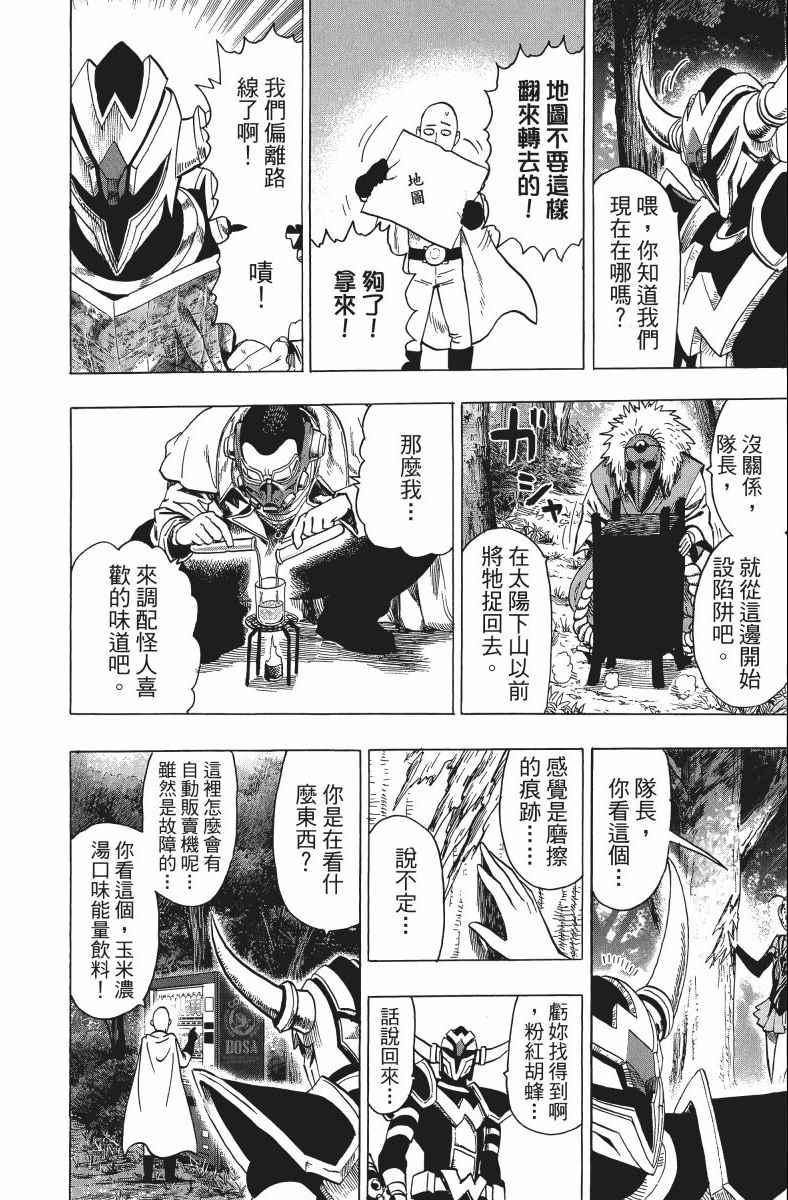 喂，你知道我們
現在在哪嗎？
地圖不要這樣
翻來轉去的！
地圖
夠了！
拿來！
我們偏離路
線了啊！
嘖！
沒關係，
隊長，
就從這邊開始
設陷阱吧。
ガシャッ
在太陽下山以前
將牠捉回去。
那麼我…
來調配怪人喜
歡的味道吧。
隊長，
你看這個…
感覺是磨擦
的痕跡……
說不定…
虧妳找得到啊
，粉紅胡蜂…
話說回來…
你是在看什
麼東西？
這裡怎麼會有
自動販賣機呢…
雖然是故障的…
你看這個，玉米濃
湯口味能量飲料！
DOSA